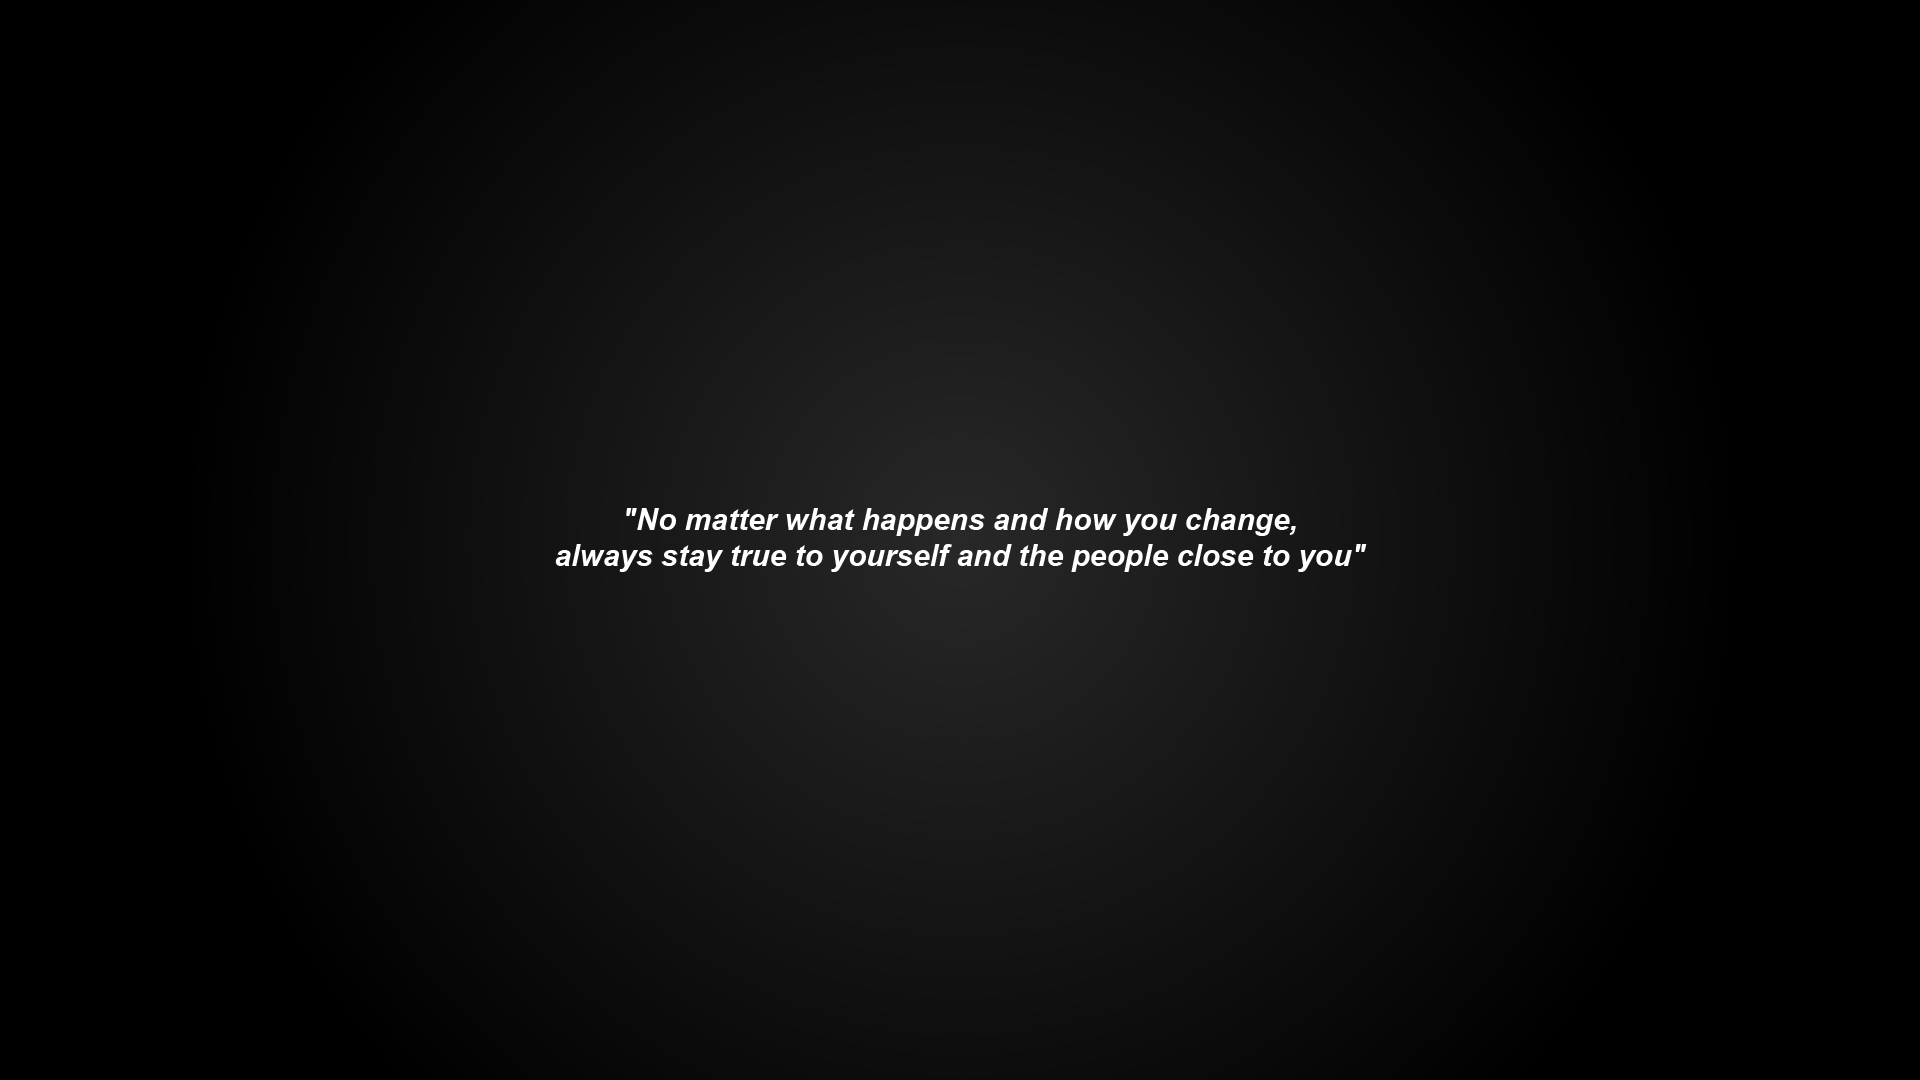 "No matter what happens and how you change,
always stay true to yourself and the people close to you"